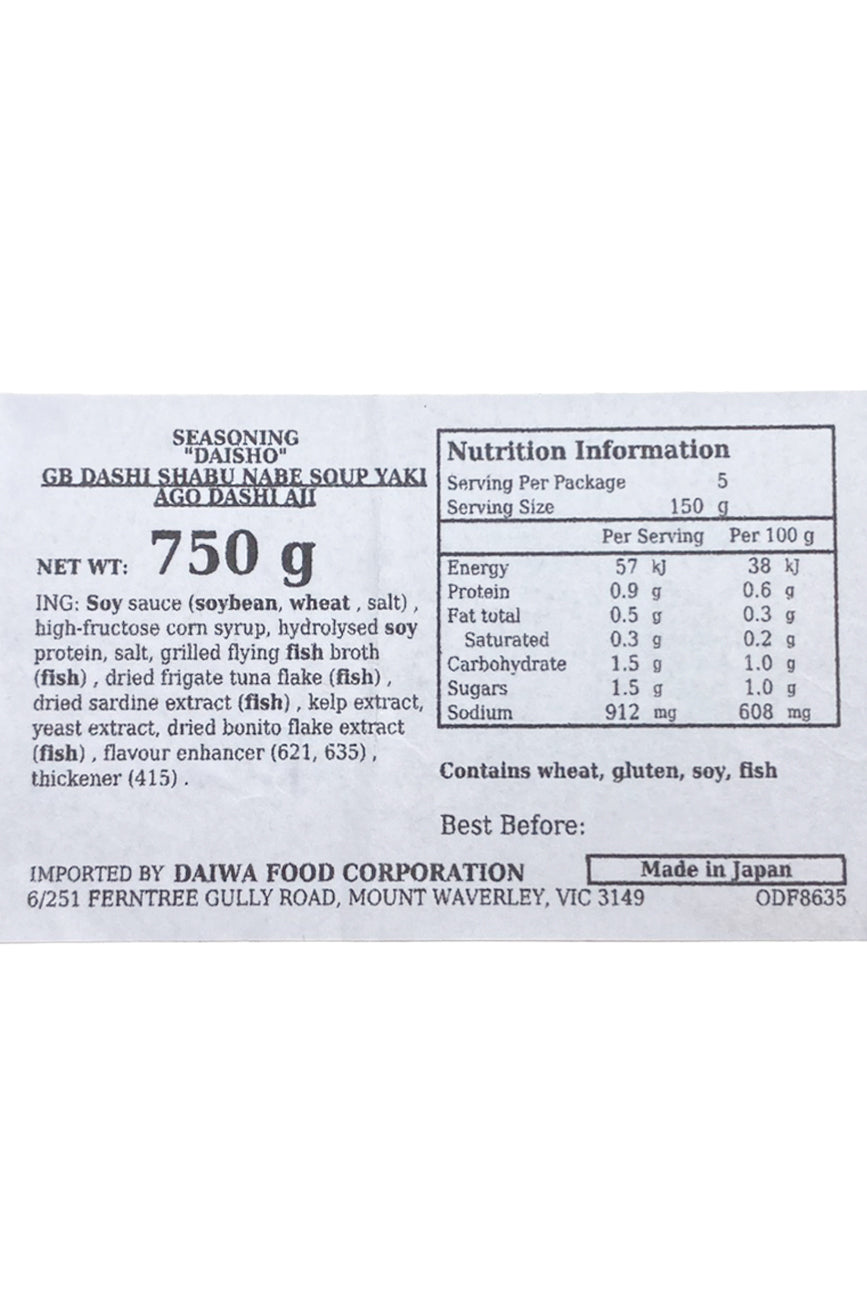 SEASONING
"DAISHO"
GB DASHI SHABU NABE SOUP YAKI
AGO DASHI AJI
NET WT: 750 g
ING: Soy sauce (soybean, wheat , salt) ,
high-fructose corn syrup, hydrolysed soy
protein, salt, grilled flying fish broth
(fish) , dried frigate tuna flake (fish) ,
dried sardine extract (fish) , kelp extract,
yeast extract, dried bonito flake extract
(fish) , flavour enhancer (621, 635) ,
thickener (415) .
Nutrition Information
Serving Per Package 5
Serving Size 150 g
Per Serving Per 100 g
Energy 57 kJ 38 kJ
Protein 0.9 g 0.6 g
Fat total 0.5 g 0.3 g
Saturated 0.3 g 0.2 g
Carbohydrate 1.5 g 1.0 g
Sugars 1.5 g 1.0 g
Sodium 912 mg 608 mg
Contains wheat, gluten, soy, fish
Best Before:
IMPORTED BY DAIWA FOOD CORPORATION
Made in Japan
6/251 FERNTREE GULLY ROAD, MOUNT WAVERLEY, VIC 3149
ODF8635